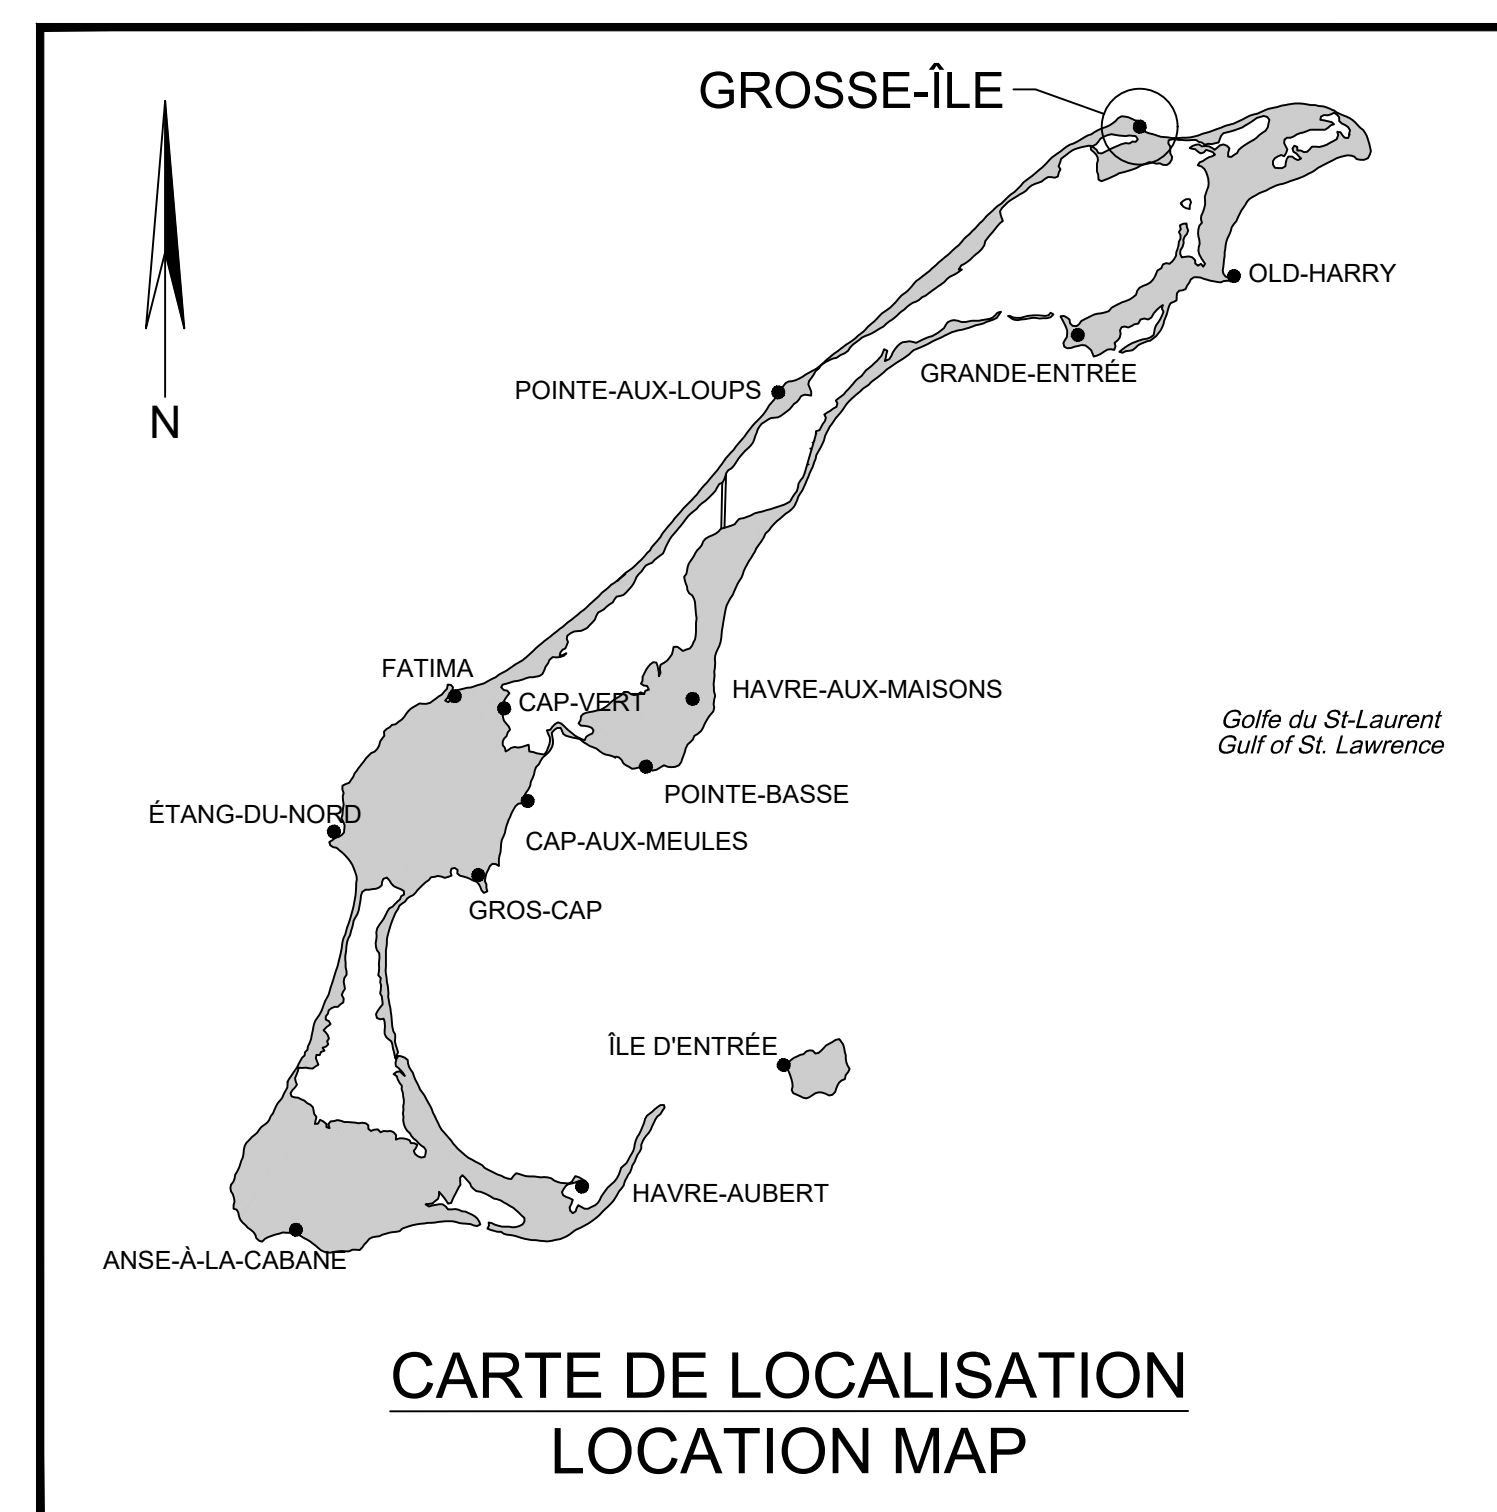 GROSSE-ÎLE
OLD-HARRY
GRANDE-ENTRÉE
POINTE-AUX-LOUPS
N
FATIMA
CAP-VERT
HAVRE-AUX-MAISONS
Golfe du St-Laurent
Gulf of St. Lawrence
POINTE-BASSE
ÉTANG-DU-NORD
CAP-AUX-MEULES
GROS-CAP
ÎLE D'ENTRÉE
HAVRE-AUBERT
ANSE-À-LA-CABANE
CARTE DE LOCALISATION
LOCATION MAP